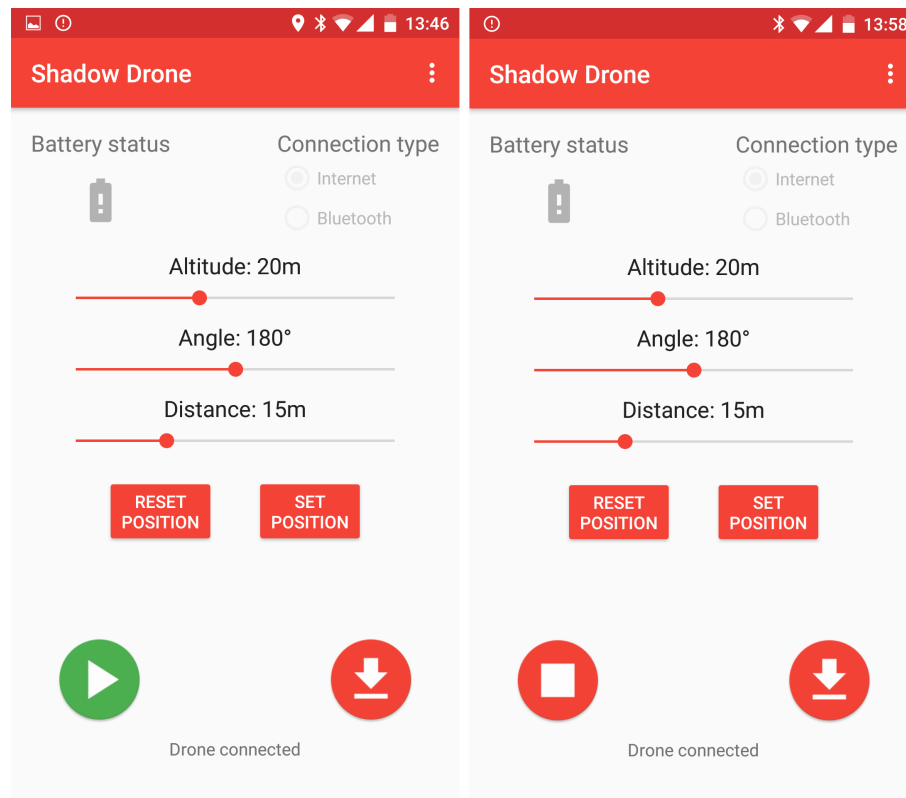 13:46
Shadow Drone
Battery status
Connection type
Internet
Bluetooth
Altitude: 20m
Angle: 180°
Distance: 15m
RESET
POSITION
SET
POSITION
Drone connected
13:58
Shadow Drone
Battery status
Connection type
Internet
Bluetooth
Altitude: 20m
Angle: 180°
Distance: 15m
RESET
POSITION
SET
POSITION
Drone connected